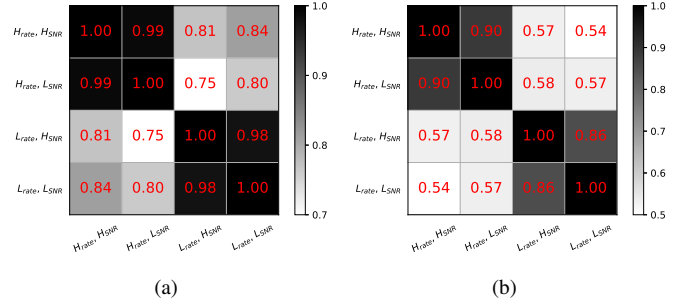 H_rate, H_SNR 1.00 0.99 0.81 0.84
H_rate, L_SNR 0.99 1.00 0.75 0.80
L_rate, H_SNR 0.81 0.75 1.00 0.98
L_rate, L_SNR 0.84 0.80 0.98 1.00
H_rate, H_SNR H_rate, L_SNR L_rate, H_SNR L_rate, L_SNR
1.0
0.9
0.8
0.7
(a)
H_rate, H_SNR 1.00 0.90 0.57 0.54
H_rate, L_SNR 0.90 1.00 0.58 0.57
L_rate, H_SNR 0.57 0.58 1.00 0.86
L_rate, L_SNR 0.54 0.57 0.86 1.00
H_rate, H_SNR H_rate, L_SNR L_rate, H_SNR L_rate, L_SNR
1.0
0.9
0.8
0.7
0.6
0.5
(b)